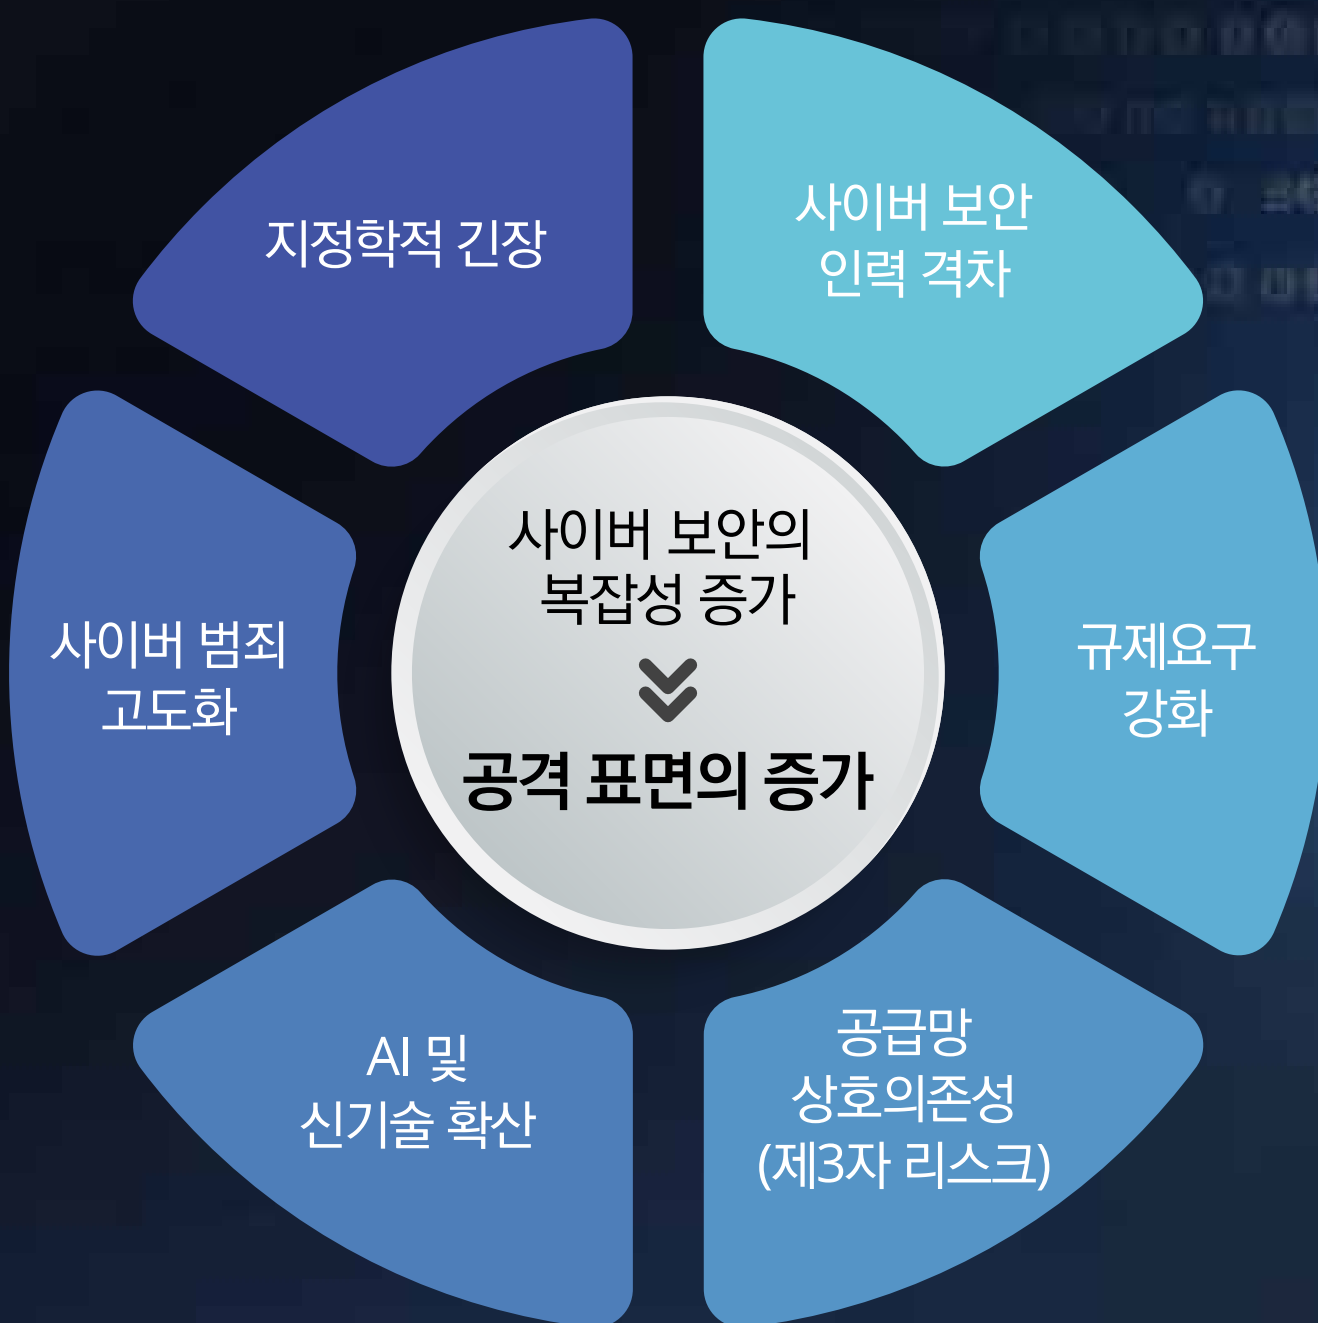 지정학적 긴장
사이버 보안
인력 격차
사이버 보안의
복잡성 증가
공격 표면의 증가
사이버 범죄
고도화
규제요구
강화
AI 및
신기술 확산
공급망
상호의존성
(제3자 리스크)